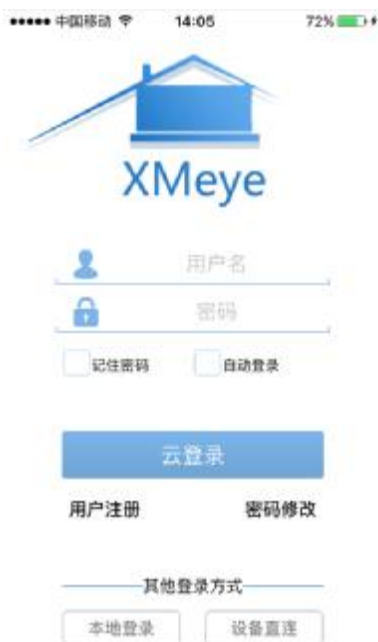 中国移动 14:05 72%
XMeye
用户名
密码
记住密码 自动登录
云登录
用户注册 密码修改
其他登录方式
本地登录 设备直连